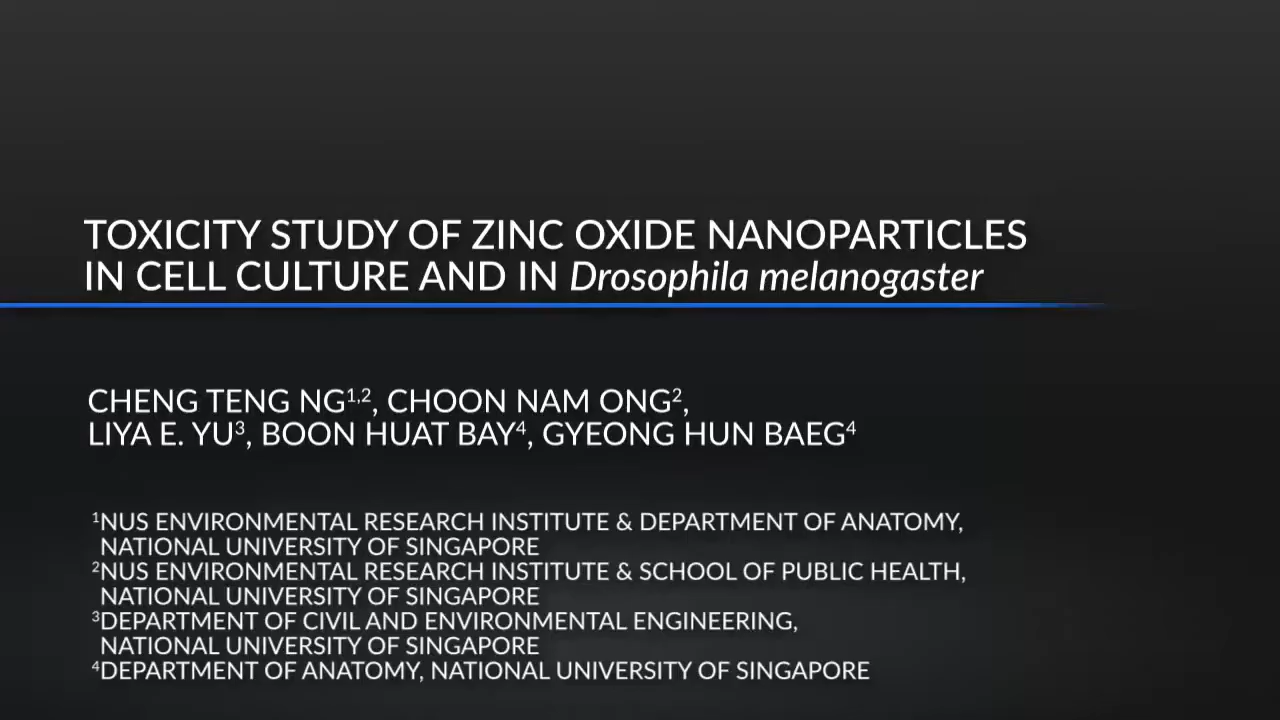 TOXICITY STUDY OF ZINC OXIDE NANOPARTICLES
IN CELL CULTURE AND IN Drosophila melanogaster
CHENG TENG NG1,2, CHOON NAM ONG2,
LIYA E. YU3, BOON HUAT BAY4, GYEONG HUN BAEG4
1NUS ENVIRONMENTAL RESEARCH INSTITUTE & DEPARTMENT OF ANATOMY,
NATIONAL UNIVERSITY OF SINGAPORE
2NUS ENVIRONMENTAL RESEARCH INSTITUTE & SCHOOL OF PUBLIC HEALTH,
NATIONAL UNIVERSITY OF SINGAPORE
3DEPARTMENT OF CIVIL AND ENVIRONMENTAL ENGINEERING,
NATIONAL UNIVERSITY OF SINGAPORE
4DEPARTMENT OF ANATOMY, NATIONAL UNIVERSITY OF SINGAPORE